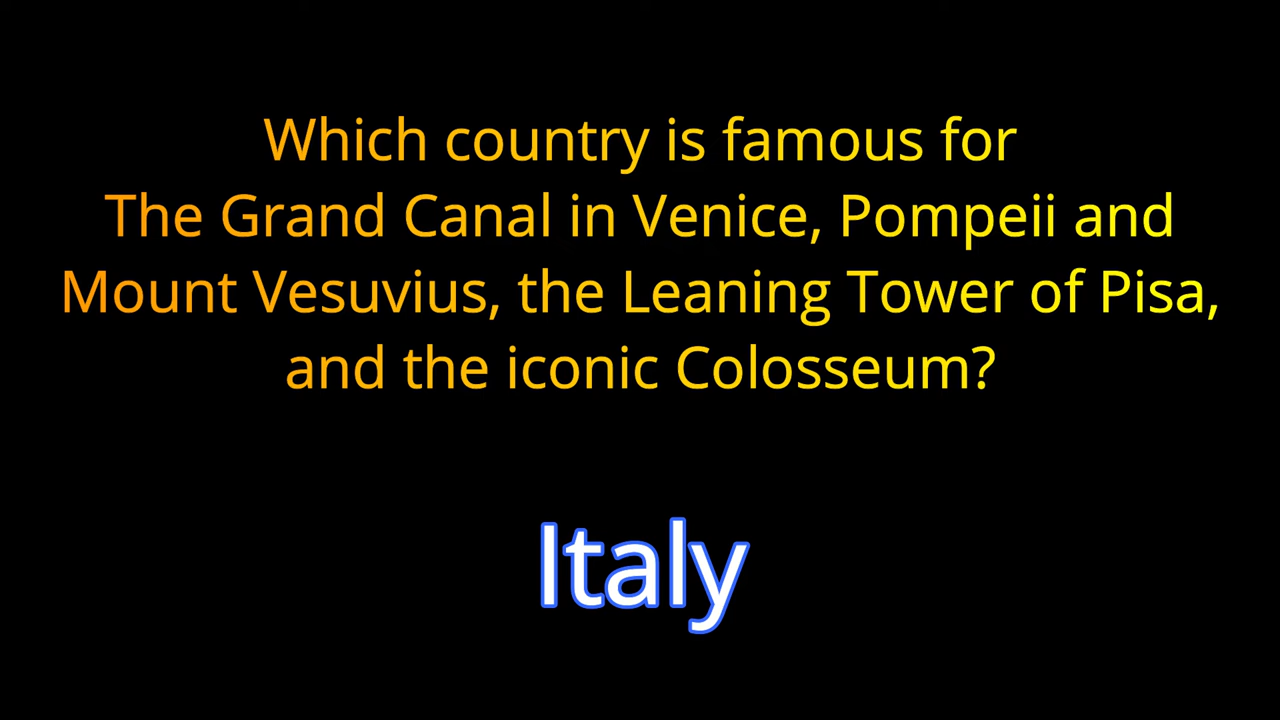 Which country is famous for
The Grand Canal in Venice, Pompeii and
Mount Vesuvius, the Leaning Tower of Pisa,
and the iconic Colosseum?
Italy